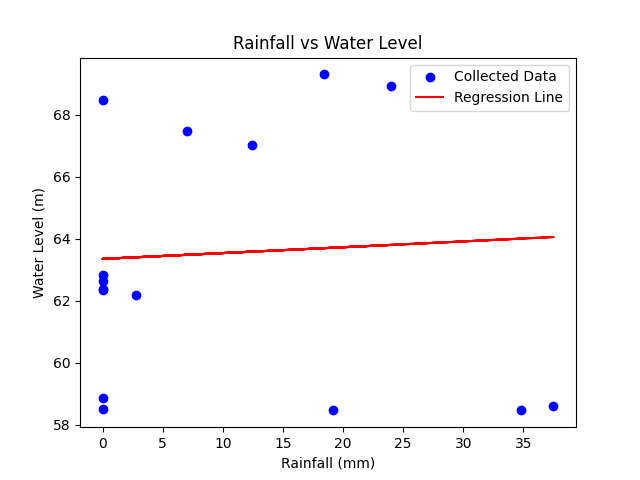 Rainfall vs Water Level
Collected Data
Regression Line
68
66
64
62
60
58
Water Level (m)
0
5
10
15
20
25
30
35
Rainfall (mm)